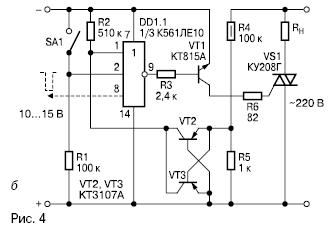 −
R2
510 к
DD1.1
1/3 К561ЛЕ10
VT1
КТ815А
R4
100 к
Rн
SA1
7
1
1
2
8
9
14
R3
2,4 к
VS1
КУ208Г
R6
82
~220 В
10...15 В
VT2
R1
100 к
R5
1 к
VT3
VT2, VT3
КТ3107А
+
б
Рис. 4